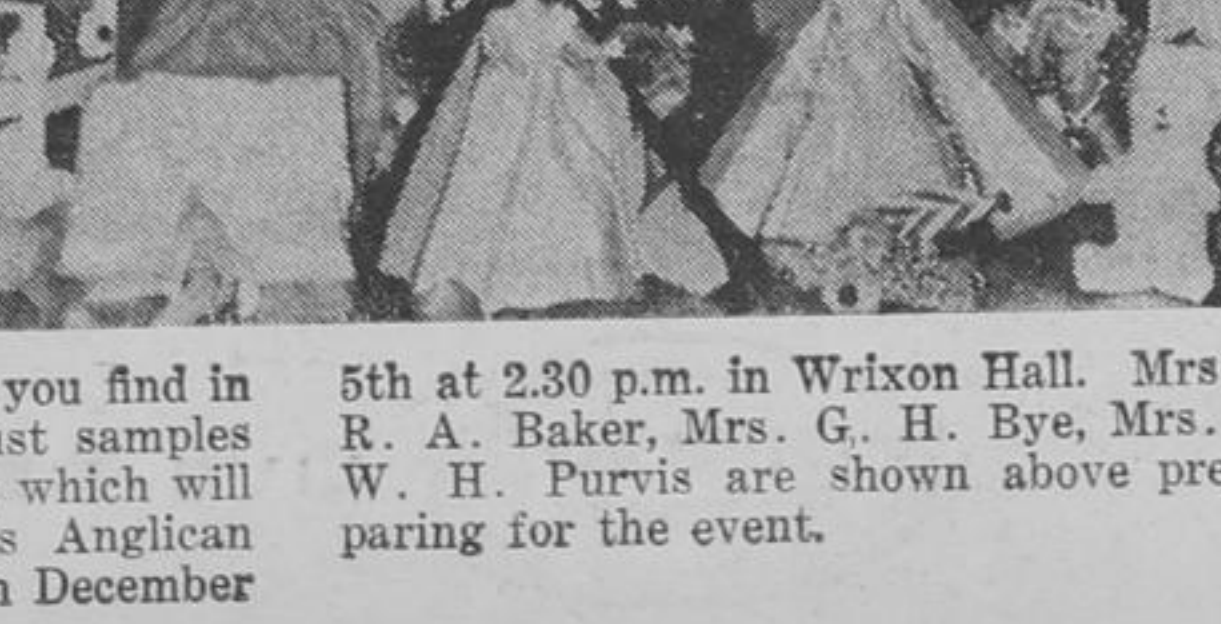 you find in
samples
which will
Anglican
December
5th at 2.30 p.m. in Wrixon Hall. Mrs
R. A. Baker, Mrs. G. H. Bye, Mrs.
W. H. Purvis are shown above pre
paring for the event.